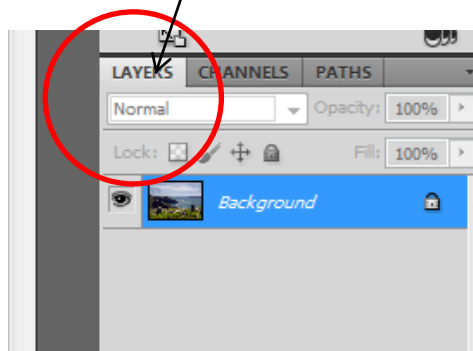 LAYERS CHANNELS PATHS
Normal Opacity: 100%
Lock: Fill: 100%
Background